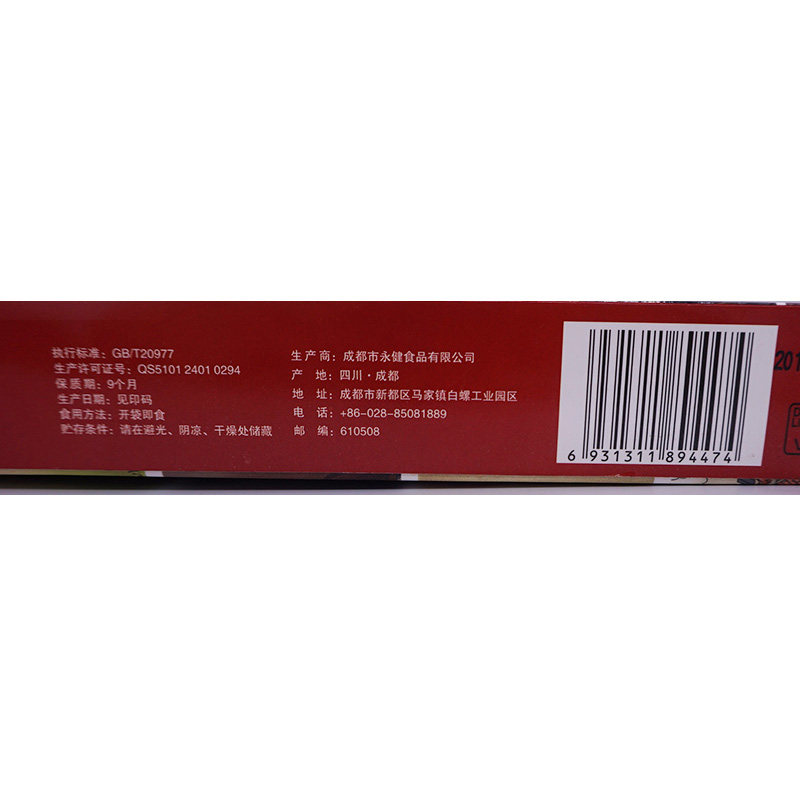 执行标准：GB/T20977
生产许可证号：QS5101 2401 0294
保质期：9个月
生产日期：见印码
食用方法：开袋即食
贮存条件：请在避光、阴凉、干燥处储藏
生产商：成都市永健食品有限公司
产地：四川·成都
地址：成都市新都区马家镇白螺工业园区
电话：+86-028-85081889
邮编：610508
6 931311 894474
201